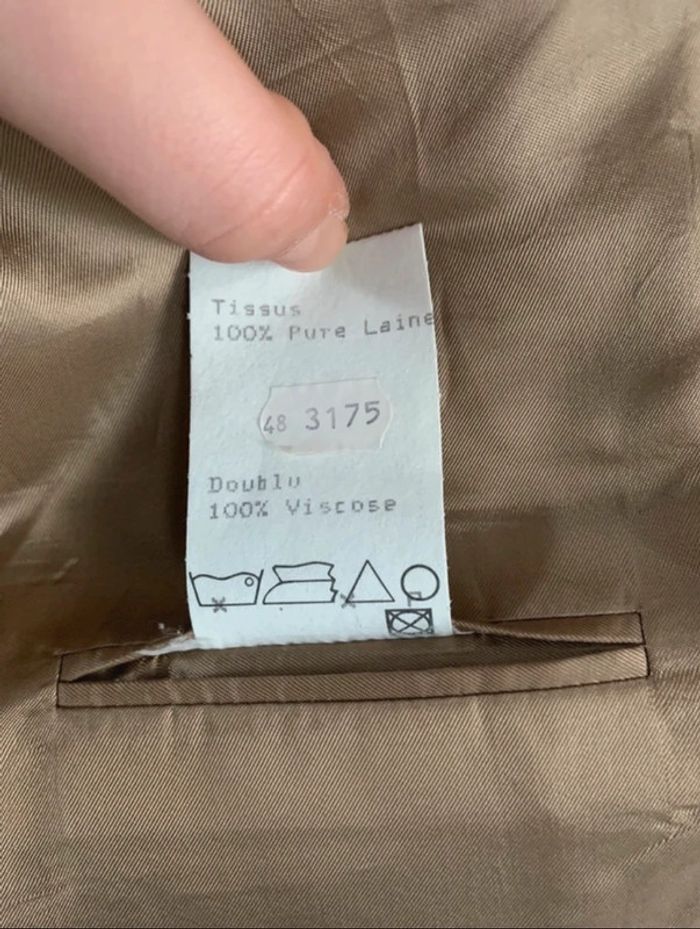 Tissus
100% Pure Laine
48 3175
Doublu
100% Viscose